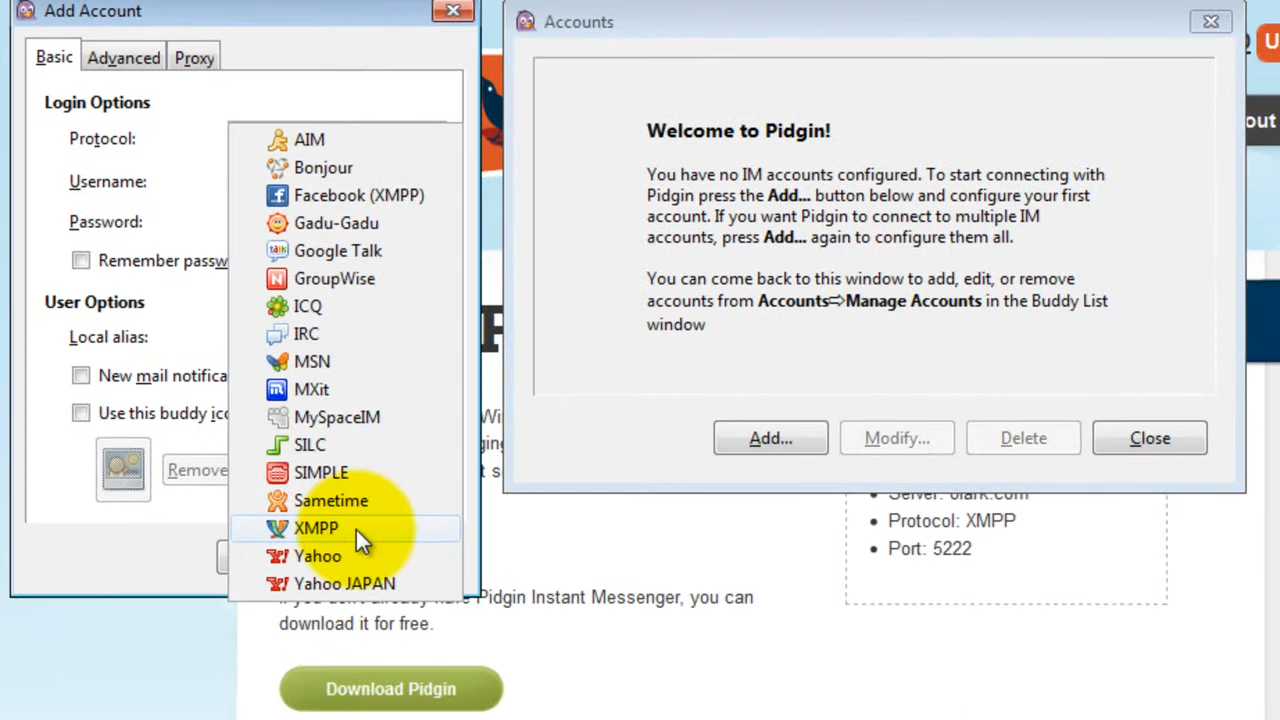 Add Account
Basic
Advanced
Proxy
Login Options
Protocol:
Username:
Password:
Remember passw
User Options
Local alias:
New mail notifica
Use this buddy ico
Remove
AIM
Bonjour
Facebook (XMPP)
Gadu-Gadu
Google Talk
GroupWise
ICQ
IRC
MSN
MXit
MySpaceIM
SILC
SIMPLE
Sametime
XMPP
Yahoo
Yahoo JAPAN
Accounts
Welcome to Pidgin!
You have no IM accounts configured. To start connecting with
Pidgin press the Add... button below and configure your first
account. If you want Pidgin to connect to multiple IM
accounts, press Add... again to configure them all.
You can come back to this window to add, edit, or remove
accounts from Accounts⇨Manage Accounts in the Buddy List
window
Add...
Modify...
Delete
Close
out
Server: olark.com
Protocol: XMPP
Port: 5222
Pidgin Instant Messenger, you can
download it for free.
Download Pidgin